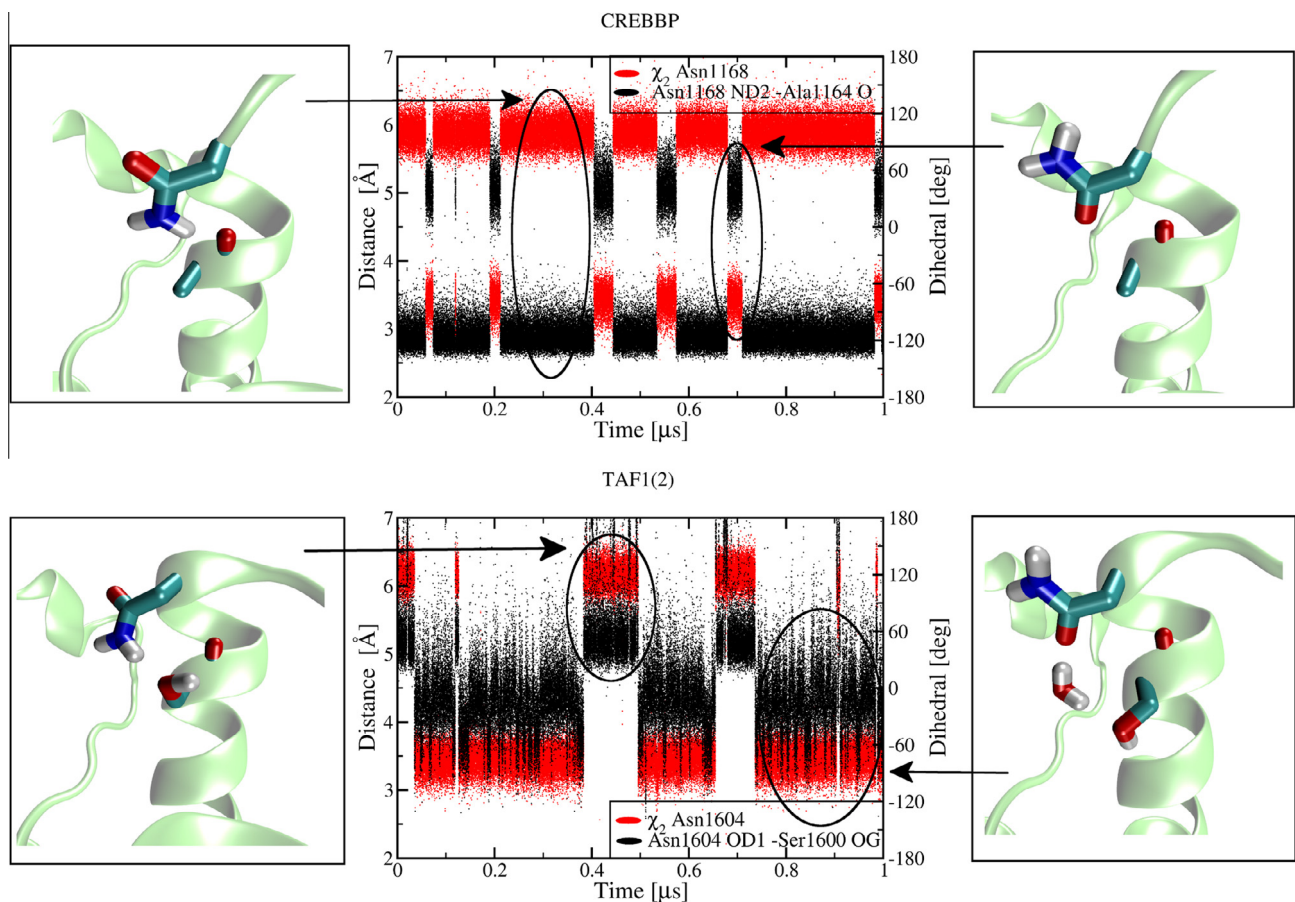 CREBBP
7
6
5
4
3
2
Distance [Å]
χ2 Asn1168
Asn1168 ND2 -Ala1164 O
180
120
60
0
-60
-120
-180
Dihedral [deg]
0 0.2 0.4 0.6 0.8 1
Time [μs]
TAF1(2)
7
6
5
4
3
2
Distance [Å]
180
120
60
0
-60
-120
-180
Dihedral [deg]
χ2 Asn1604
Asn1604 OD1 -Ser1600 OG
0 0.2 0.4 0.6 0.8 1
Time [μs]